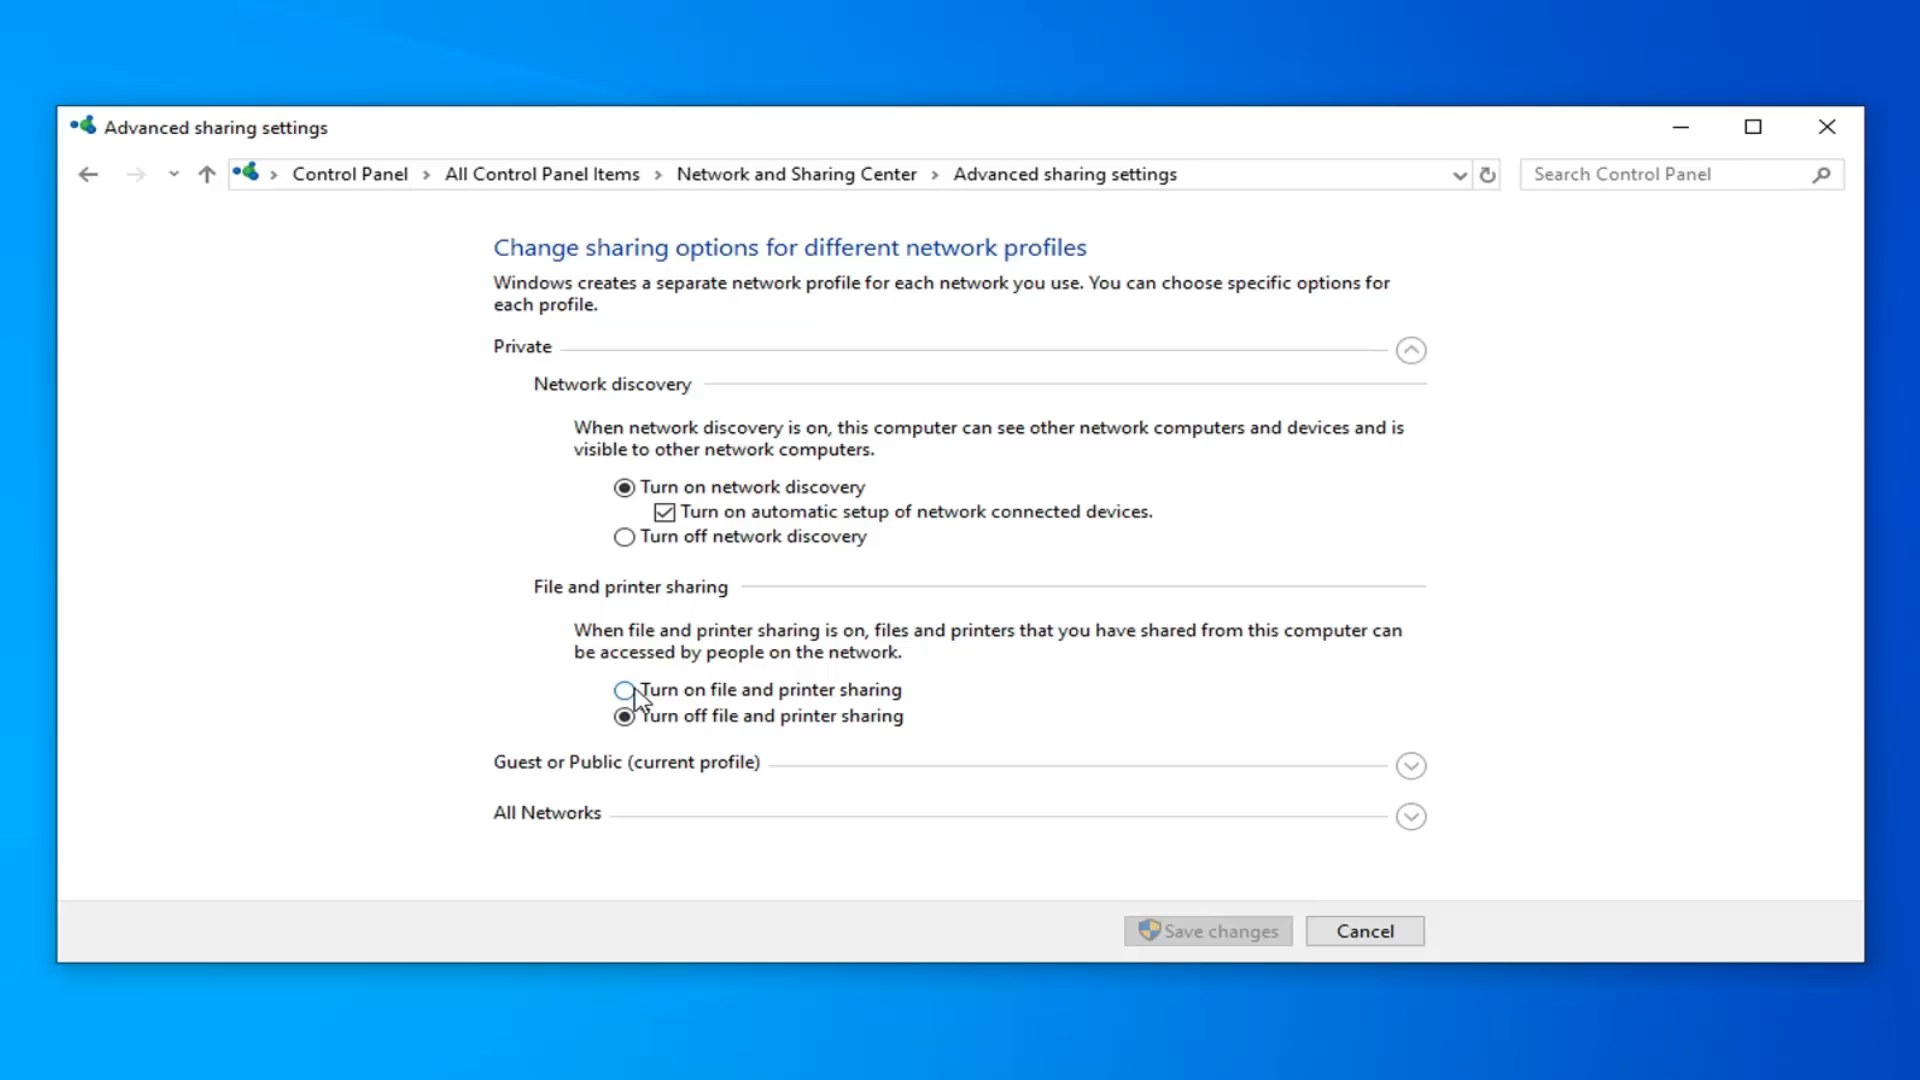 Advanced sharing settings
Control Panel > All Control Panel Items > Network and Sharing Center > Advanced sharing settings
Search Control Panel
Change sharing options for different network profiles
Windows creates a separate network profile for each network you use. You can choose specific options for
each profile.
Private
Network discovery
When network discovery is on, this computer can see other network computers and devices and is
visible to other network computers.
Turn on network discovery
Turn on automatic setup of network connected devices.
Turn off network discovery
File and printer sharing
When file and printer sharing is on, files and printers that you have shared from this computer can
be accessed by people on the network.
Turn on file and printer sharing
Turn off file and printer sharing
Guest or Public (current profile)
All Networks
Save changes
Cancel